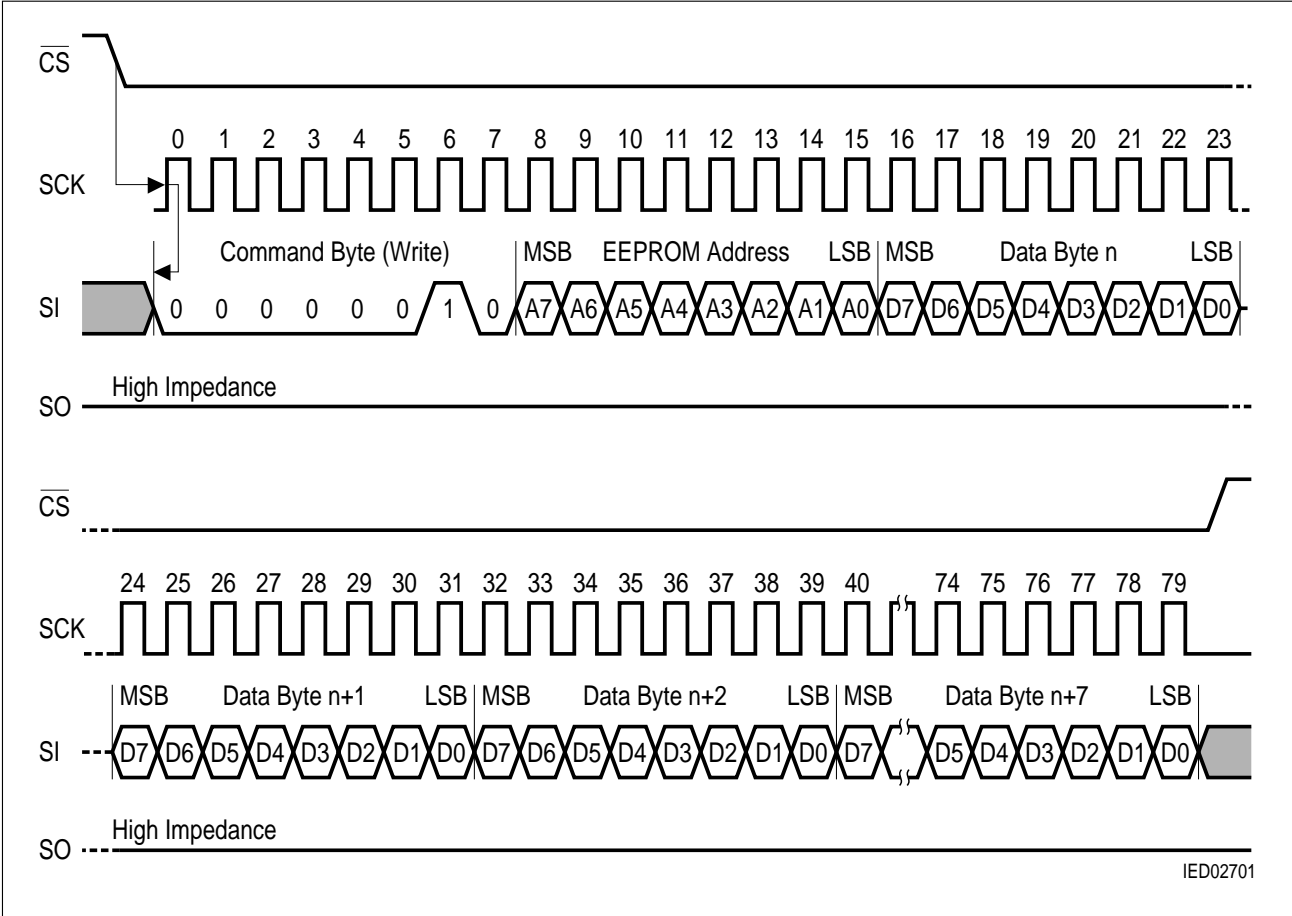 CS
0 1 2 3 4 5 6 7 8 9 10 11 12 13 14 15 16 17 18 19 20 21 22 23
SCK
Command Byte (Write) MSB EEPROM Address LSB MSB Data Byte n LSB
SI 0 0 0 0 0 0 1 0 A7 A6 A5 A4 A3 A2 A1 A0 D7 D6 D5 D4 D3 D2 D1 D0
High Impedance
SO
CS
24 25 26 27 28 29 30 31 32 33 34 35 36 37 38 39 40 74 75 76 77 78 79
SCK
MSB Data Byte n+1 LSB MSB Data Byte n+2 LSB MSB Data Byte n+7 LSB
SI D7 D6 D5 D4 D3 D2 D1 D0 D7 D6 D5 D4 D3 D2 D1 D0 D7 D5 D4 D3 D2 D1 D0
High Impedance
SO
IED02701